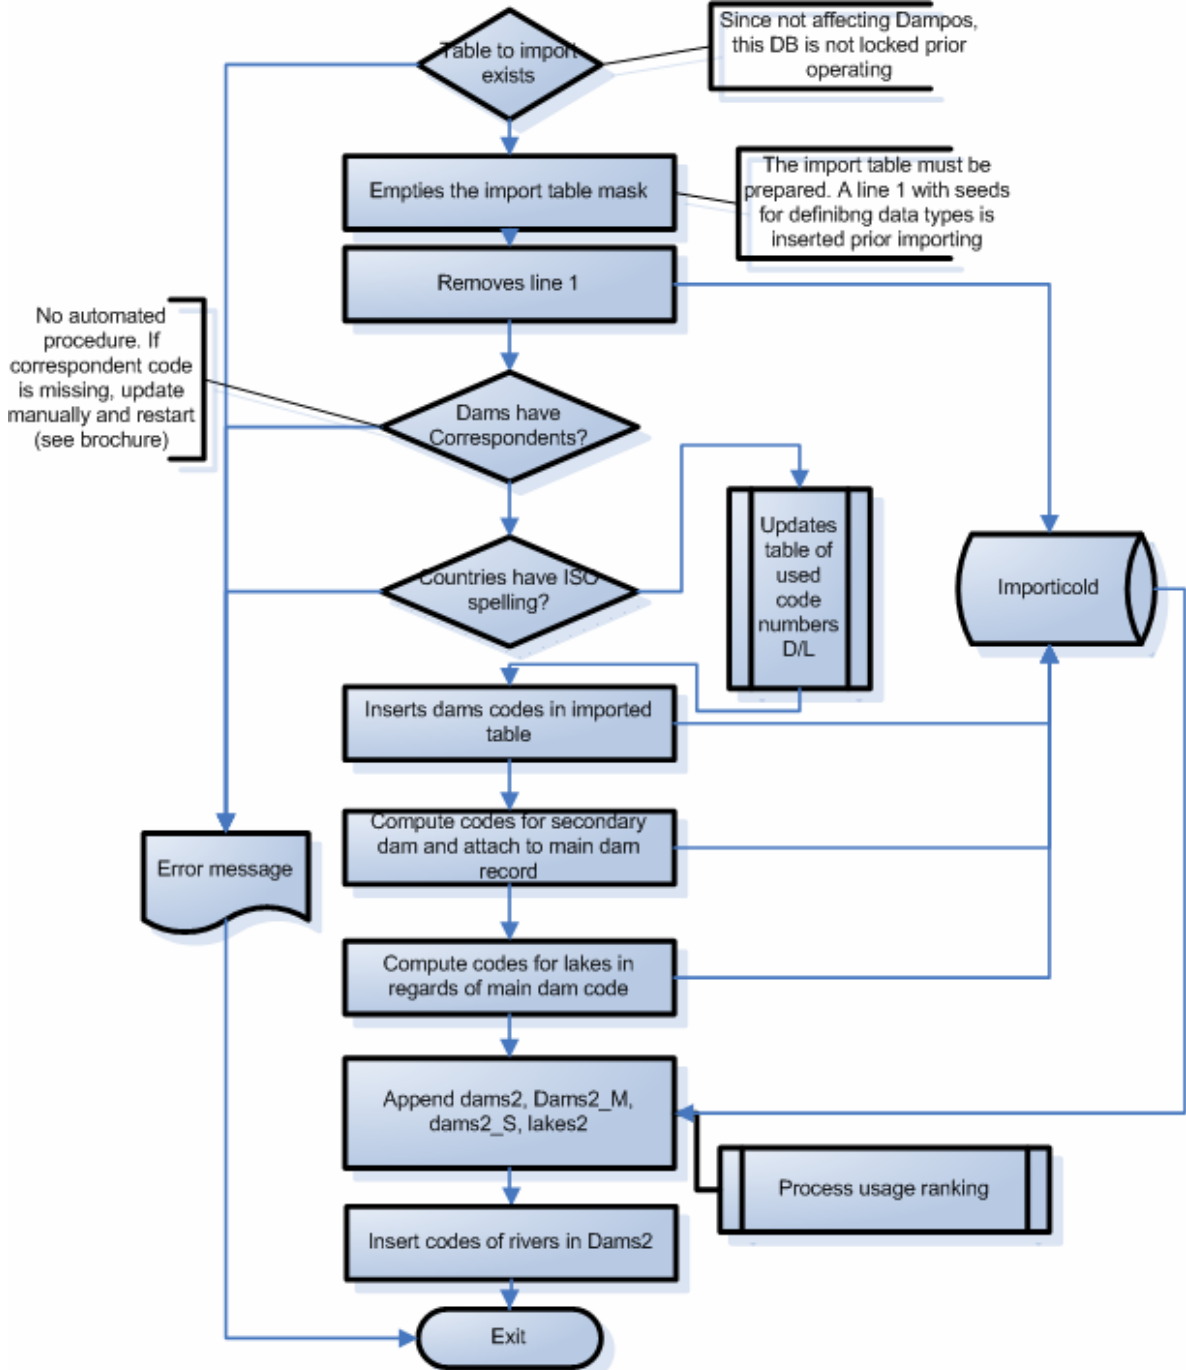 Table to import
exists
Since not affecting Dampos,
this DB is not locked prior
operating
Empties the import table mask
The import table must be
prepared. A line 1 with seeds
for definibng data types is
inserted prior importing
Removes line 1
No automated
procedure. If
correspondent code
is missing, update
manually and restart
(see brochure)
Dams have
Correspondents?
Countries have ISO
spelling?
Updates
table of
used
code
numbers
D/L
Importicold
Inserts dams codes in imported
table
Compute codes for secondary
dam and attach to main dam
record
Error message
Compute codes for lakes in
regards of main dam code
Append dams2, Dams2_M,
dams2_S, lakes2
Process usage ranking
Insert codes of rivers in Dams2
Exit